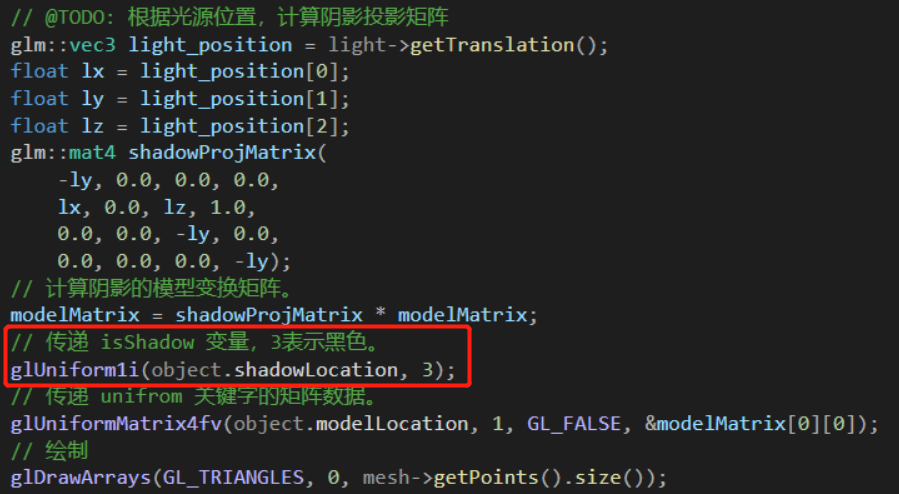 // @TODO: 根据光源位置，计算阴影投影矩阵
glm::vec3 light_position = light->getTranslation();
float lx = light_position[0];
float ly = light_position[1];
float lz = light_position[2];
glm::mat4 shadowProjMatrix(
    -ly, 0.0, 0.0, 0.0,
    lx, 0.0, lz, 1.0,
    0.0, 0.0, -ly, 0.0,
    0.0, 0.0, 0.0, -ly);
// 计算阴影的模型变换矩阵。
modelMatrix = shadowProjMatrix * modelMatrix;
// 传递 isShadow 变量，3表示黑色。
glUniform1i(object.shadowLocation, 3);
// 传递 unifrom 关键字的矩阵数据。
glUniformMatrix4fv(object.modelLocation, 1, GL_FALSE, &modelMatrix[0][0]);
// 绘制
glDrawArrays(GL_TRIANGLES, 0, mesh->getPoints().size());